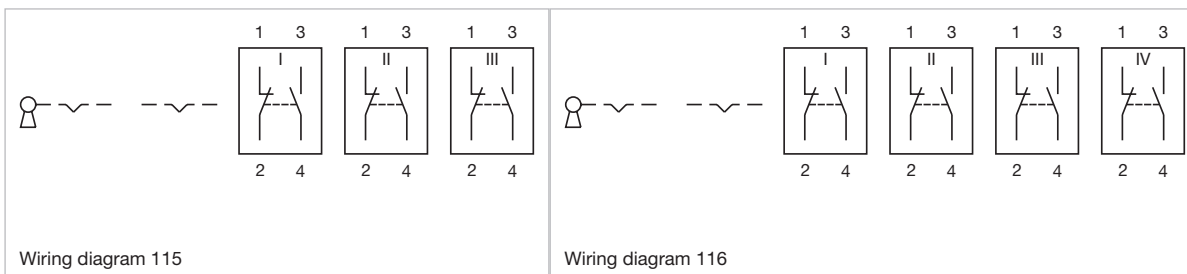 1 3 1 3 1 3
I II III
2 4 2 4 2 4
Wiring diagram 115
1 3 1 3 1 3 1 3
I II III IV
2 4 2 4 2 4 2 4
Wiring diagram 116